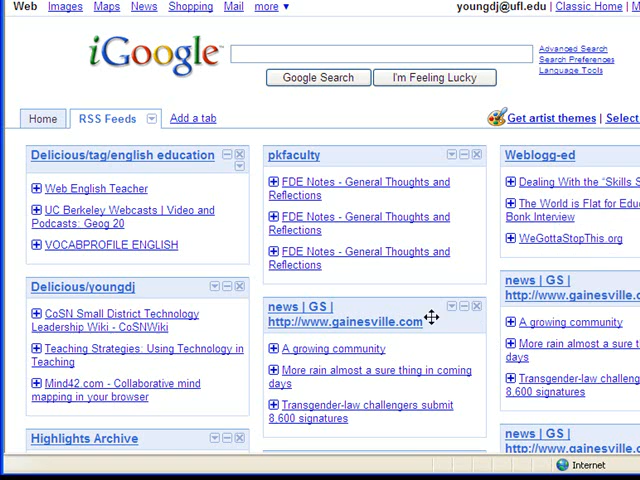 Web Images Maps News Shopping Mail more ▼ youngdj@ufl.edu | Classic Home |
iGoogle™
Advanced Search
Search Preferences
Language Tools
Google Search I'm Feeling Lucky
Home RSS Feeds Add a tab Get artist themes | Select
Delicious/tag/english education
Web English Teacher
UC Berkeley Webcasts | Video and
Podcasts: Geog 20
VOCABPROFILE ENGLISH
Delicious/youngdj
CoSN Small District Technology
Leadership Wiki - CoSNWiki
Teaching Strategies: Using Technology in
Teaching
Mind42.com - Collaborative mind
mapping in your browser
Highlights Archive
pkfaculty
FDE Notes - General Thoughts and
Reflections
FDE Notes - General Thoughts and
Reflections
FDE Notes - General Thoughts and
Reflections
news | GS |
http://www.gainesville.com
A growing community
More rain almost a sure thing in coming
days
Transgender-law challengers submit
8,600 signatures
Weblogg-ed
Dealing With the "Skills S
The World is Flat for Edu
Bonk Interview
WeGottaStopThis.org
news | GS |
http://www.gainesville.
A growing community
More rain almost a sure t
days
Transgender-law challeng
8,600 signatures
news | GS |
Internet